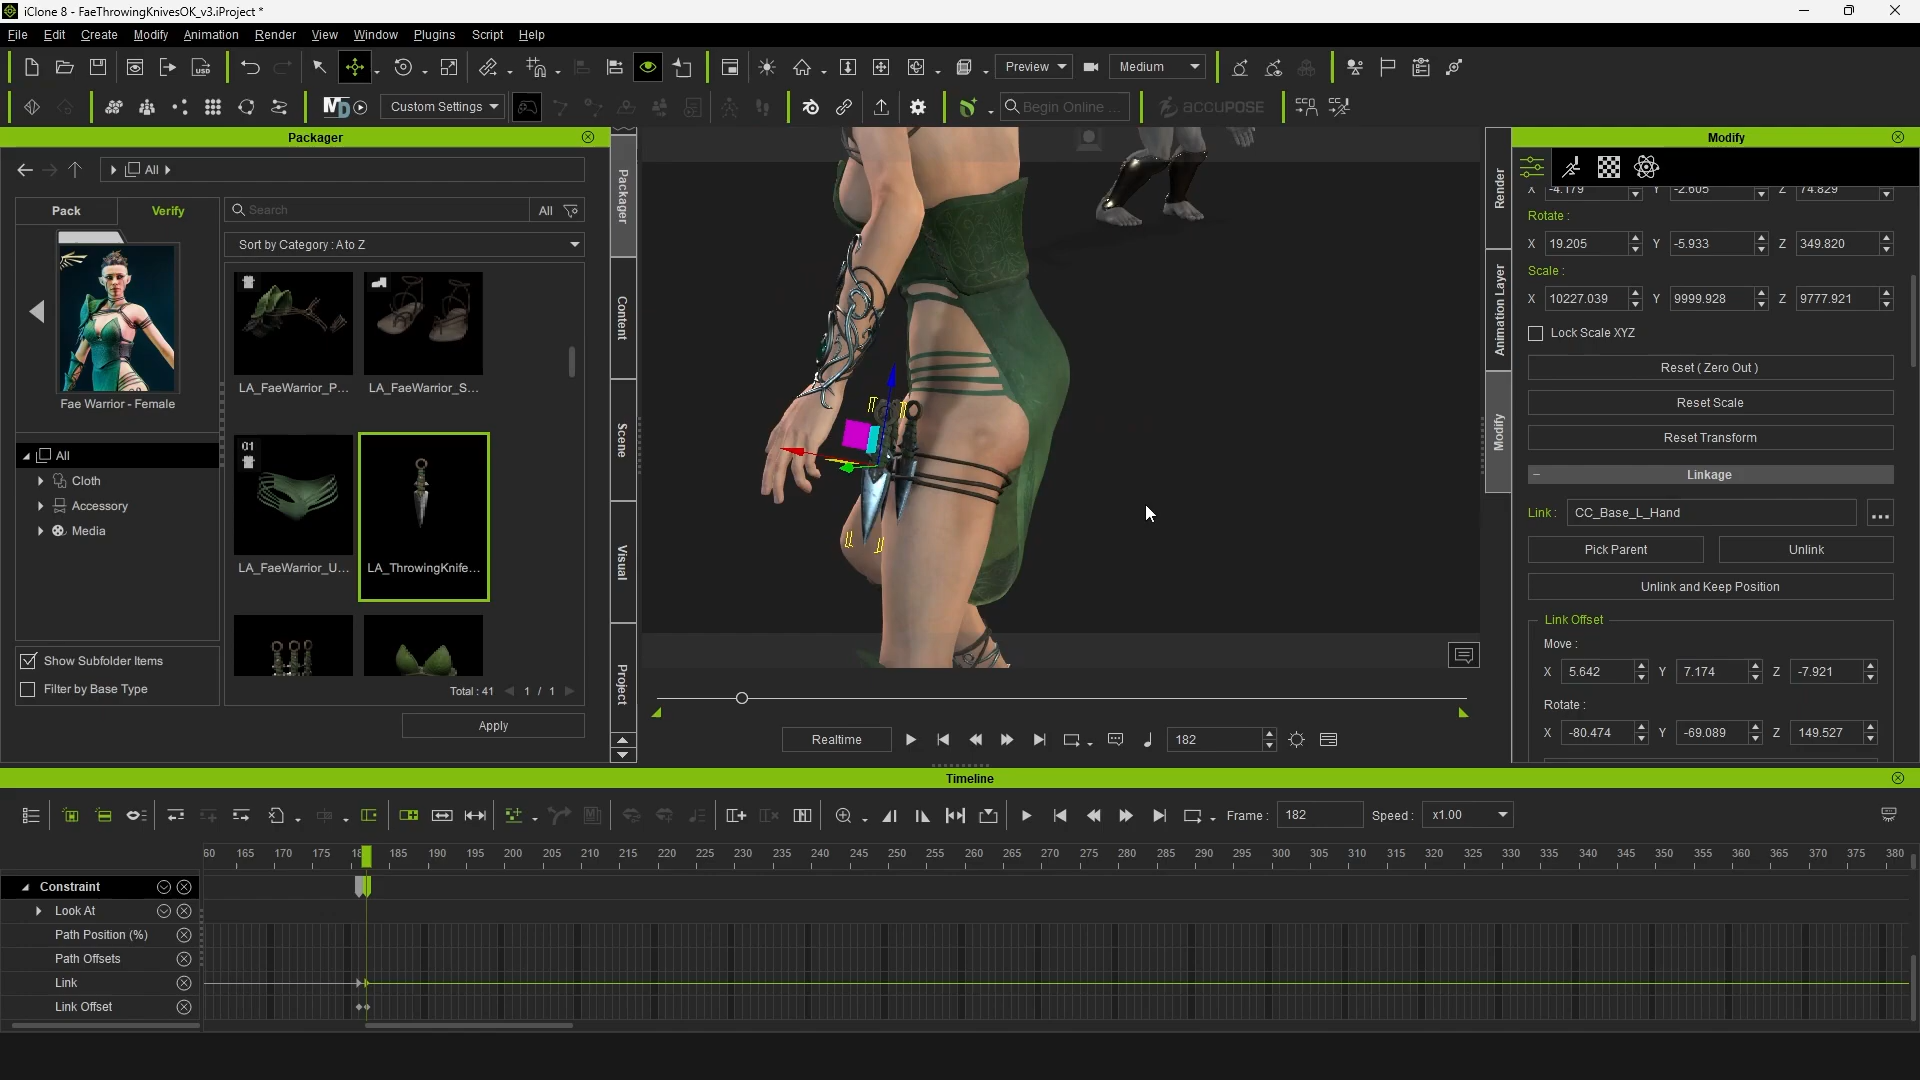 iClone 8 - FaeThrowingKnivesOK_v3.iProject *
File Edit Create Modify Animation Render View Window Plugins Script Help
Preview Medium
Custom Settings Begin Online ... ACCUPOSE
Packager
All
Pack Verify
Search All
Sort by Category : A to Z
Fae Warrior - Female
LA_FaeWarrior_P... LA_FaeWarrior_S...
All
Cloth
Accessory
Media
01
LA_FaeWarrior_U... LA_ThrowingKnife...
Show Subfolder Items
Filter by Base Type
Total : 41 1 / 1
Apply
Packager
Content
Scene
Visual
Project
Render
Animation Layer
Modify
Realtime 182
Modify
X -4.179 Y -2.605 Z 74.829
Rotate :
X 19.205 Y -5.933 Z 349.820
Scale :
X 10227.039 Y 9999.928 Z 9777.921
Lock Scale XYZ
Reset ( Zero Out )
Reset Scale
Reset Transform
Linkage
Link : CC_Base_L_Hand ...
Pick Parent Unlink
Unlink and Keep Position
Link Offset
Move :
X 5.642 Y 7.174 Z -7.921
Rotate :
X -80.474 Y -69.089 Z 149.527
Timeline
Frame : 182 Speed : x1.00
60 165 170 175 18 185 190 195 200 205 210 215 220 225 230 235 240 245 250 255 260 265 270 275 280 285 290 295 300 305 310 315 320 325 330 335 340 345 350 355 360 365 370 375 380
Constraint
Look At
Path Position (%)
Path Offsets
Link
Link Offset